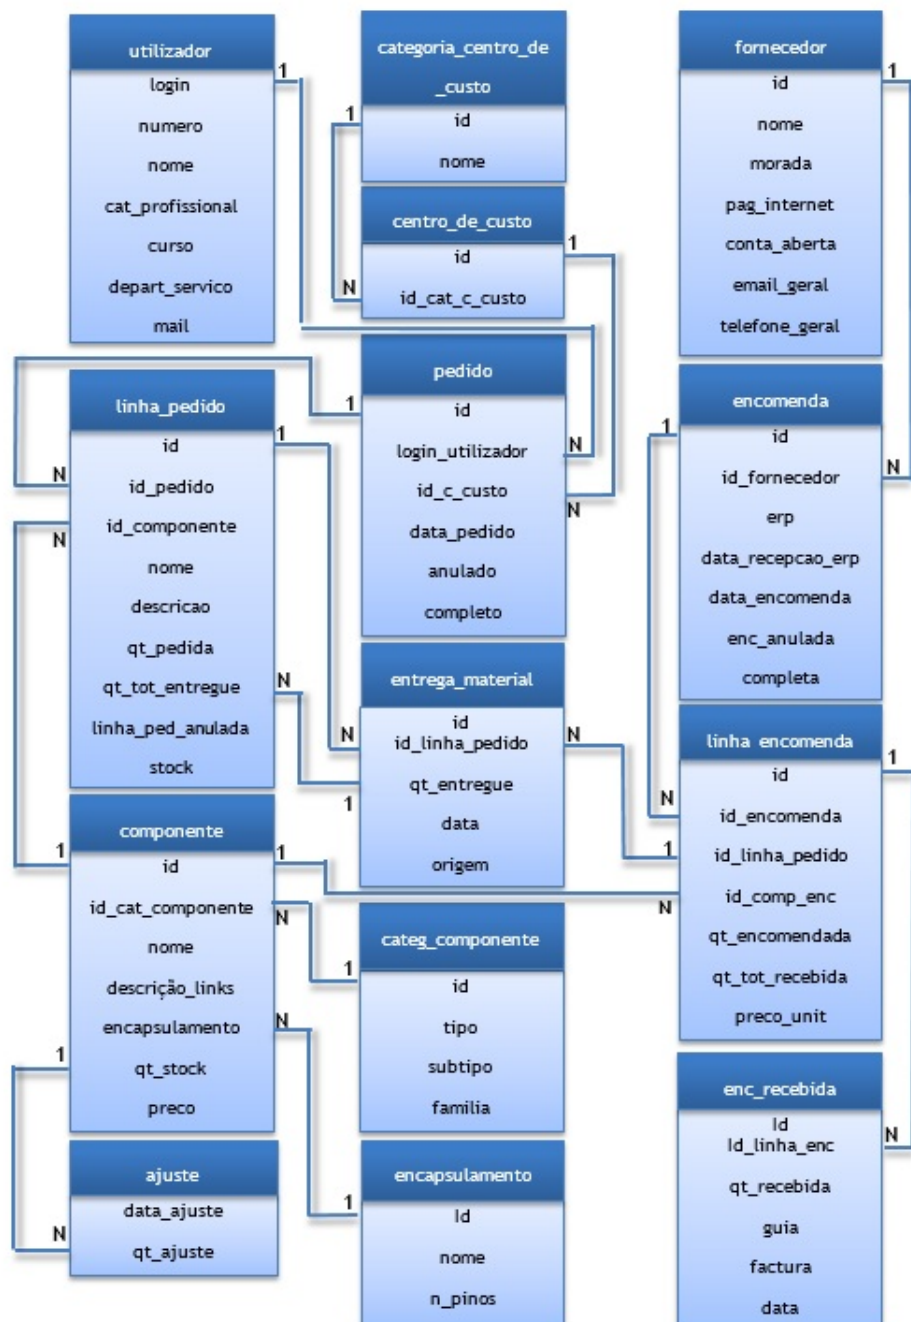 utilizador
login
numero
nome
cat_profissional
curso
depart_servico
mail
1
categoria_centro_de
_custo
id
nome
1
centro_de_custo
id
id_cat_c_custo
1
N
fornecedor
id
nome
morada
pag_internet
conta_aberta
email_geral
telefone_geral
1
linha_pedido
id
id_pedido
id_componente
nome
descricao
qt_pedida
qt_tot_entregue
linha_ped_anulada
stock
1
N
N
N
pedido
id
login_utilizador
id_c_custo
data_pedido
anulado
completo
1
N
N
encomenda
id
id_fornecedor
erp
data_recepcao_erp
data_encomenda
enc_anulada
completa
1
N
entrega_material
id
id_linha_pedido
qt_entregue
data
origem
N
N
1
linha encomenda
id
id_encomenda
id_linha_pedido
id_comp_enc
qt_encomendada
qt_tot_recebida
preco_unit
1
N
1
N
componente
id
id_cat_componente
nome
descrição_links
encapsulamento
qt_stock
preco
1
1
N
N
1
categ_componente
id
tipo
subtipo
familia
1
enc_recebida
Id
Id_linha_enc
qt_recebida
guia
factura
data
N
ajuste
data_ajuste
qt_ajuste
N
encapsulamento
Id
nome
n_pinos
1